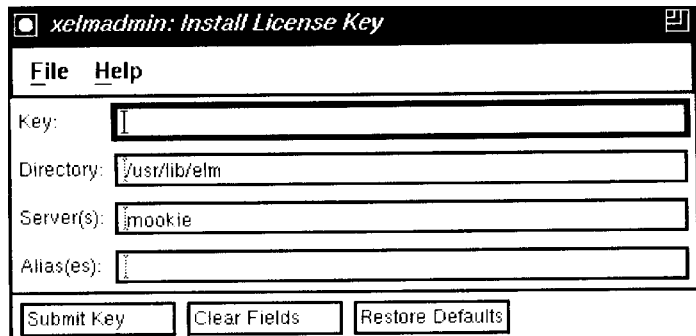 xelmadmin: Install License Key
File Help
Key:
Directory: /usr/lib/elm
Server(s): mookie
Alias(es):
Submit Key Clear Fields Restore Defaults